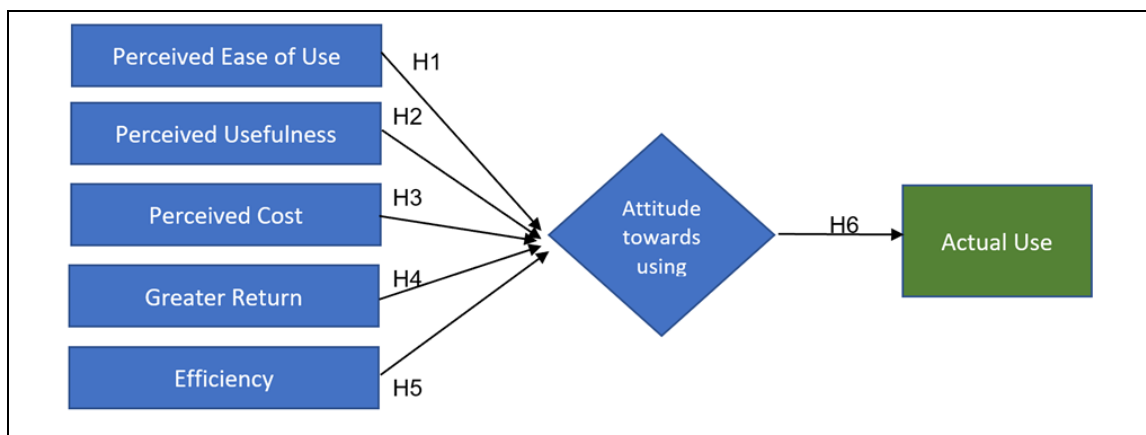 Perceived Ease of Use
H1
Perceived Usefulness
H2
Perceived Cost
H3
Greater Return
H4
Efficiency
H5
Attitude
towards
using
H6
Actual Use